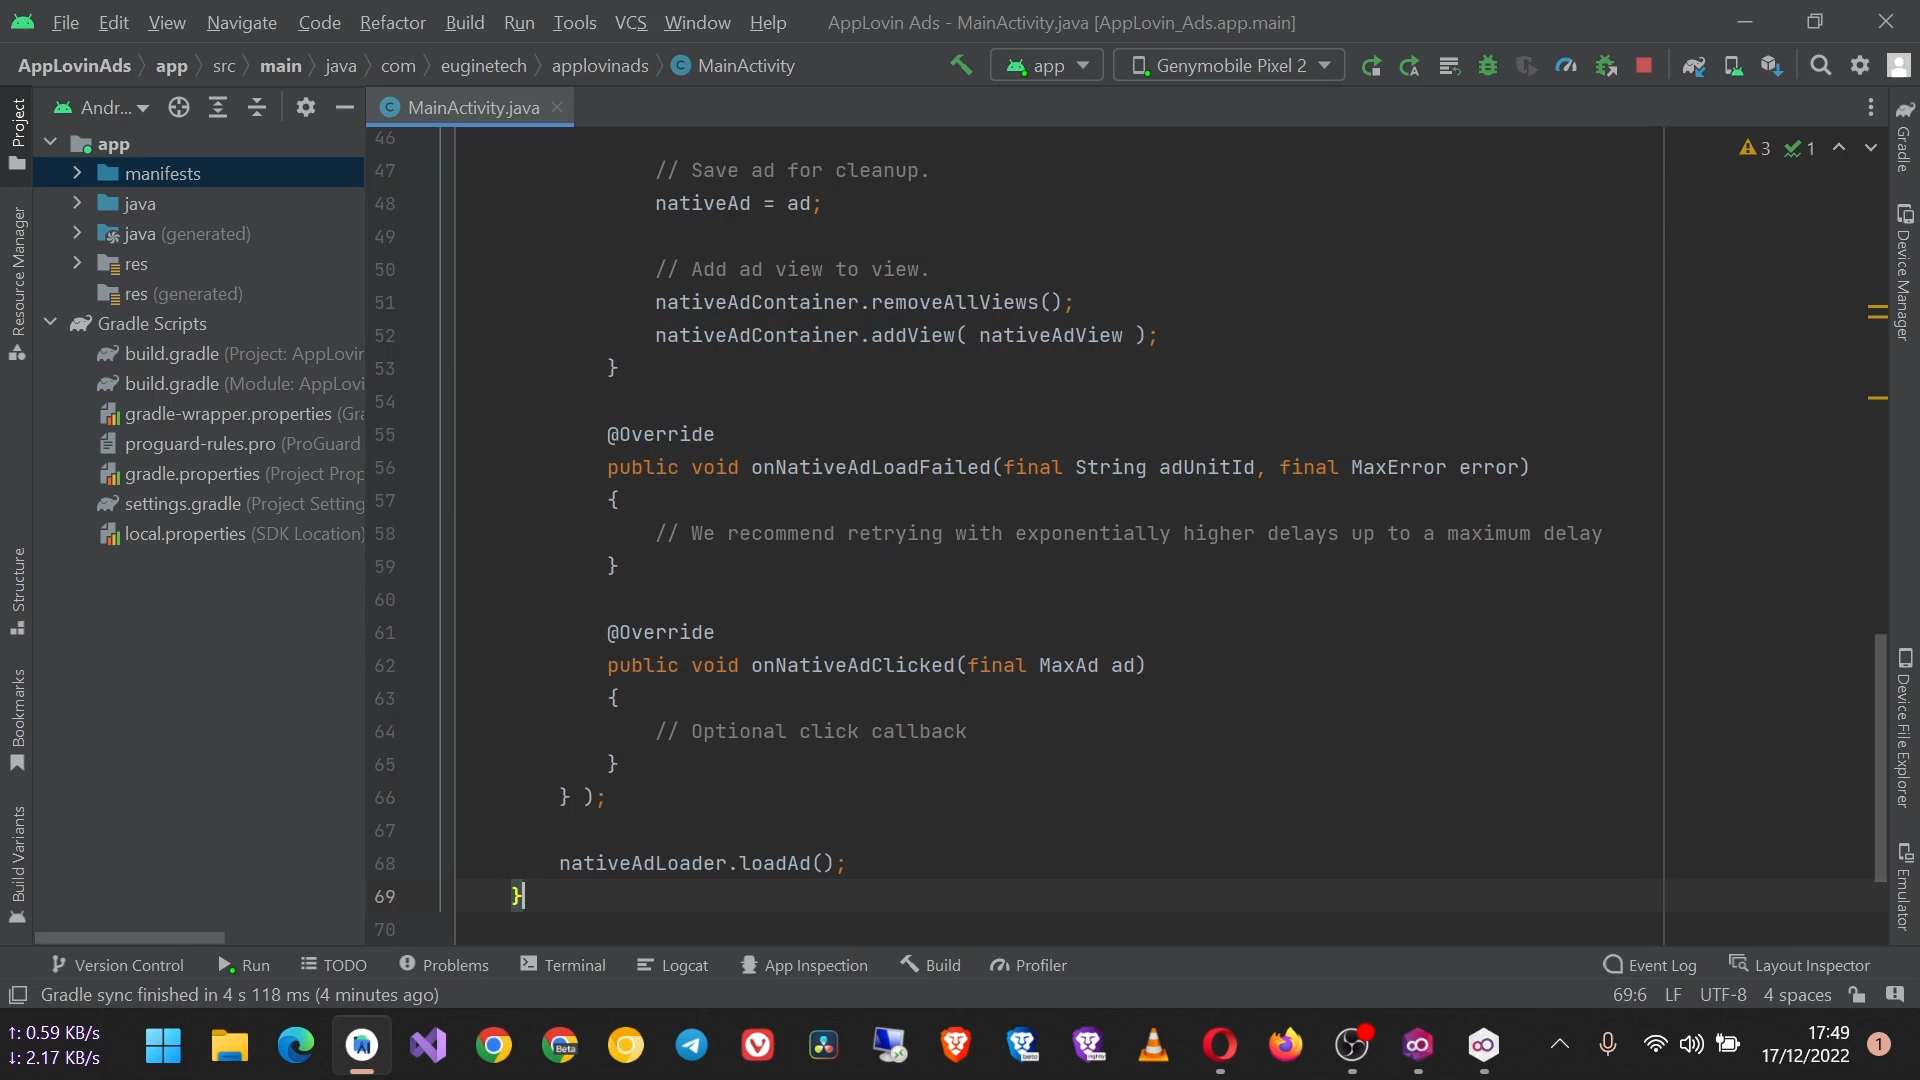 File Edit View Navigate Code Refactor Build Run Tools VCS Window Help AppLovin Ads - MainActivity.java [AppLovin_Ads.app.main]
AppLovinAds app src main java com euginetech applovinads MainActivity app Genymobile Pixel 2
Project
Andr...
MainActivity.java
app
manifests
java
java (generated)
res
res (generated)
Gradle Scripts
build.gradle (Project: AppLovin
build.gradle (Module: AppLovi
gradle-wrapper.properties (Gra
proguard-rules.pro (ProGuard
gradle.properties (Project Prop
settings.gradle (Project Setting
local.properties (SDK Location)
Resource Manager
Structure
Bookmarks
Build Variants
3 1
46
47 // Save ad for cleanup.
48 nativeAd = ad;
49
50 // Add ad view to view.
51 nativeAdContainer.removeAllViews();
52 nativeAdContainer.addView( nativeAdView );
53 }
54
55 @Override
56 public void onNativeAdLoadFailed(final String adUnitId, final MaxError error)
57 {
58 // We recommend retrying with exponentially higher delays up to a maximum delay
59 }
60
61 @Override
62 public void onNativeAdClicked(final MaxAd ad)
63 {
64 // Optional click callback
65 }
66 } );
67
68 nativeAdLoader.loadAd();
69 }
70
Gradle
Device Manager
Device File Explorer
Emulator
Version Control Run TODO Problems Terminal Logcat App Inspection Build Profiler Event Log Layout Inspector
Gradle sync finished in 4 s 118 ms (4 minutes ago) 69:6 LF UTF-8 4 spaces
↑: 0.59 KB/s
↓: 2.17 KB/s
Beta
beta
17:49
17/12/2022
1